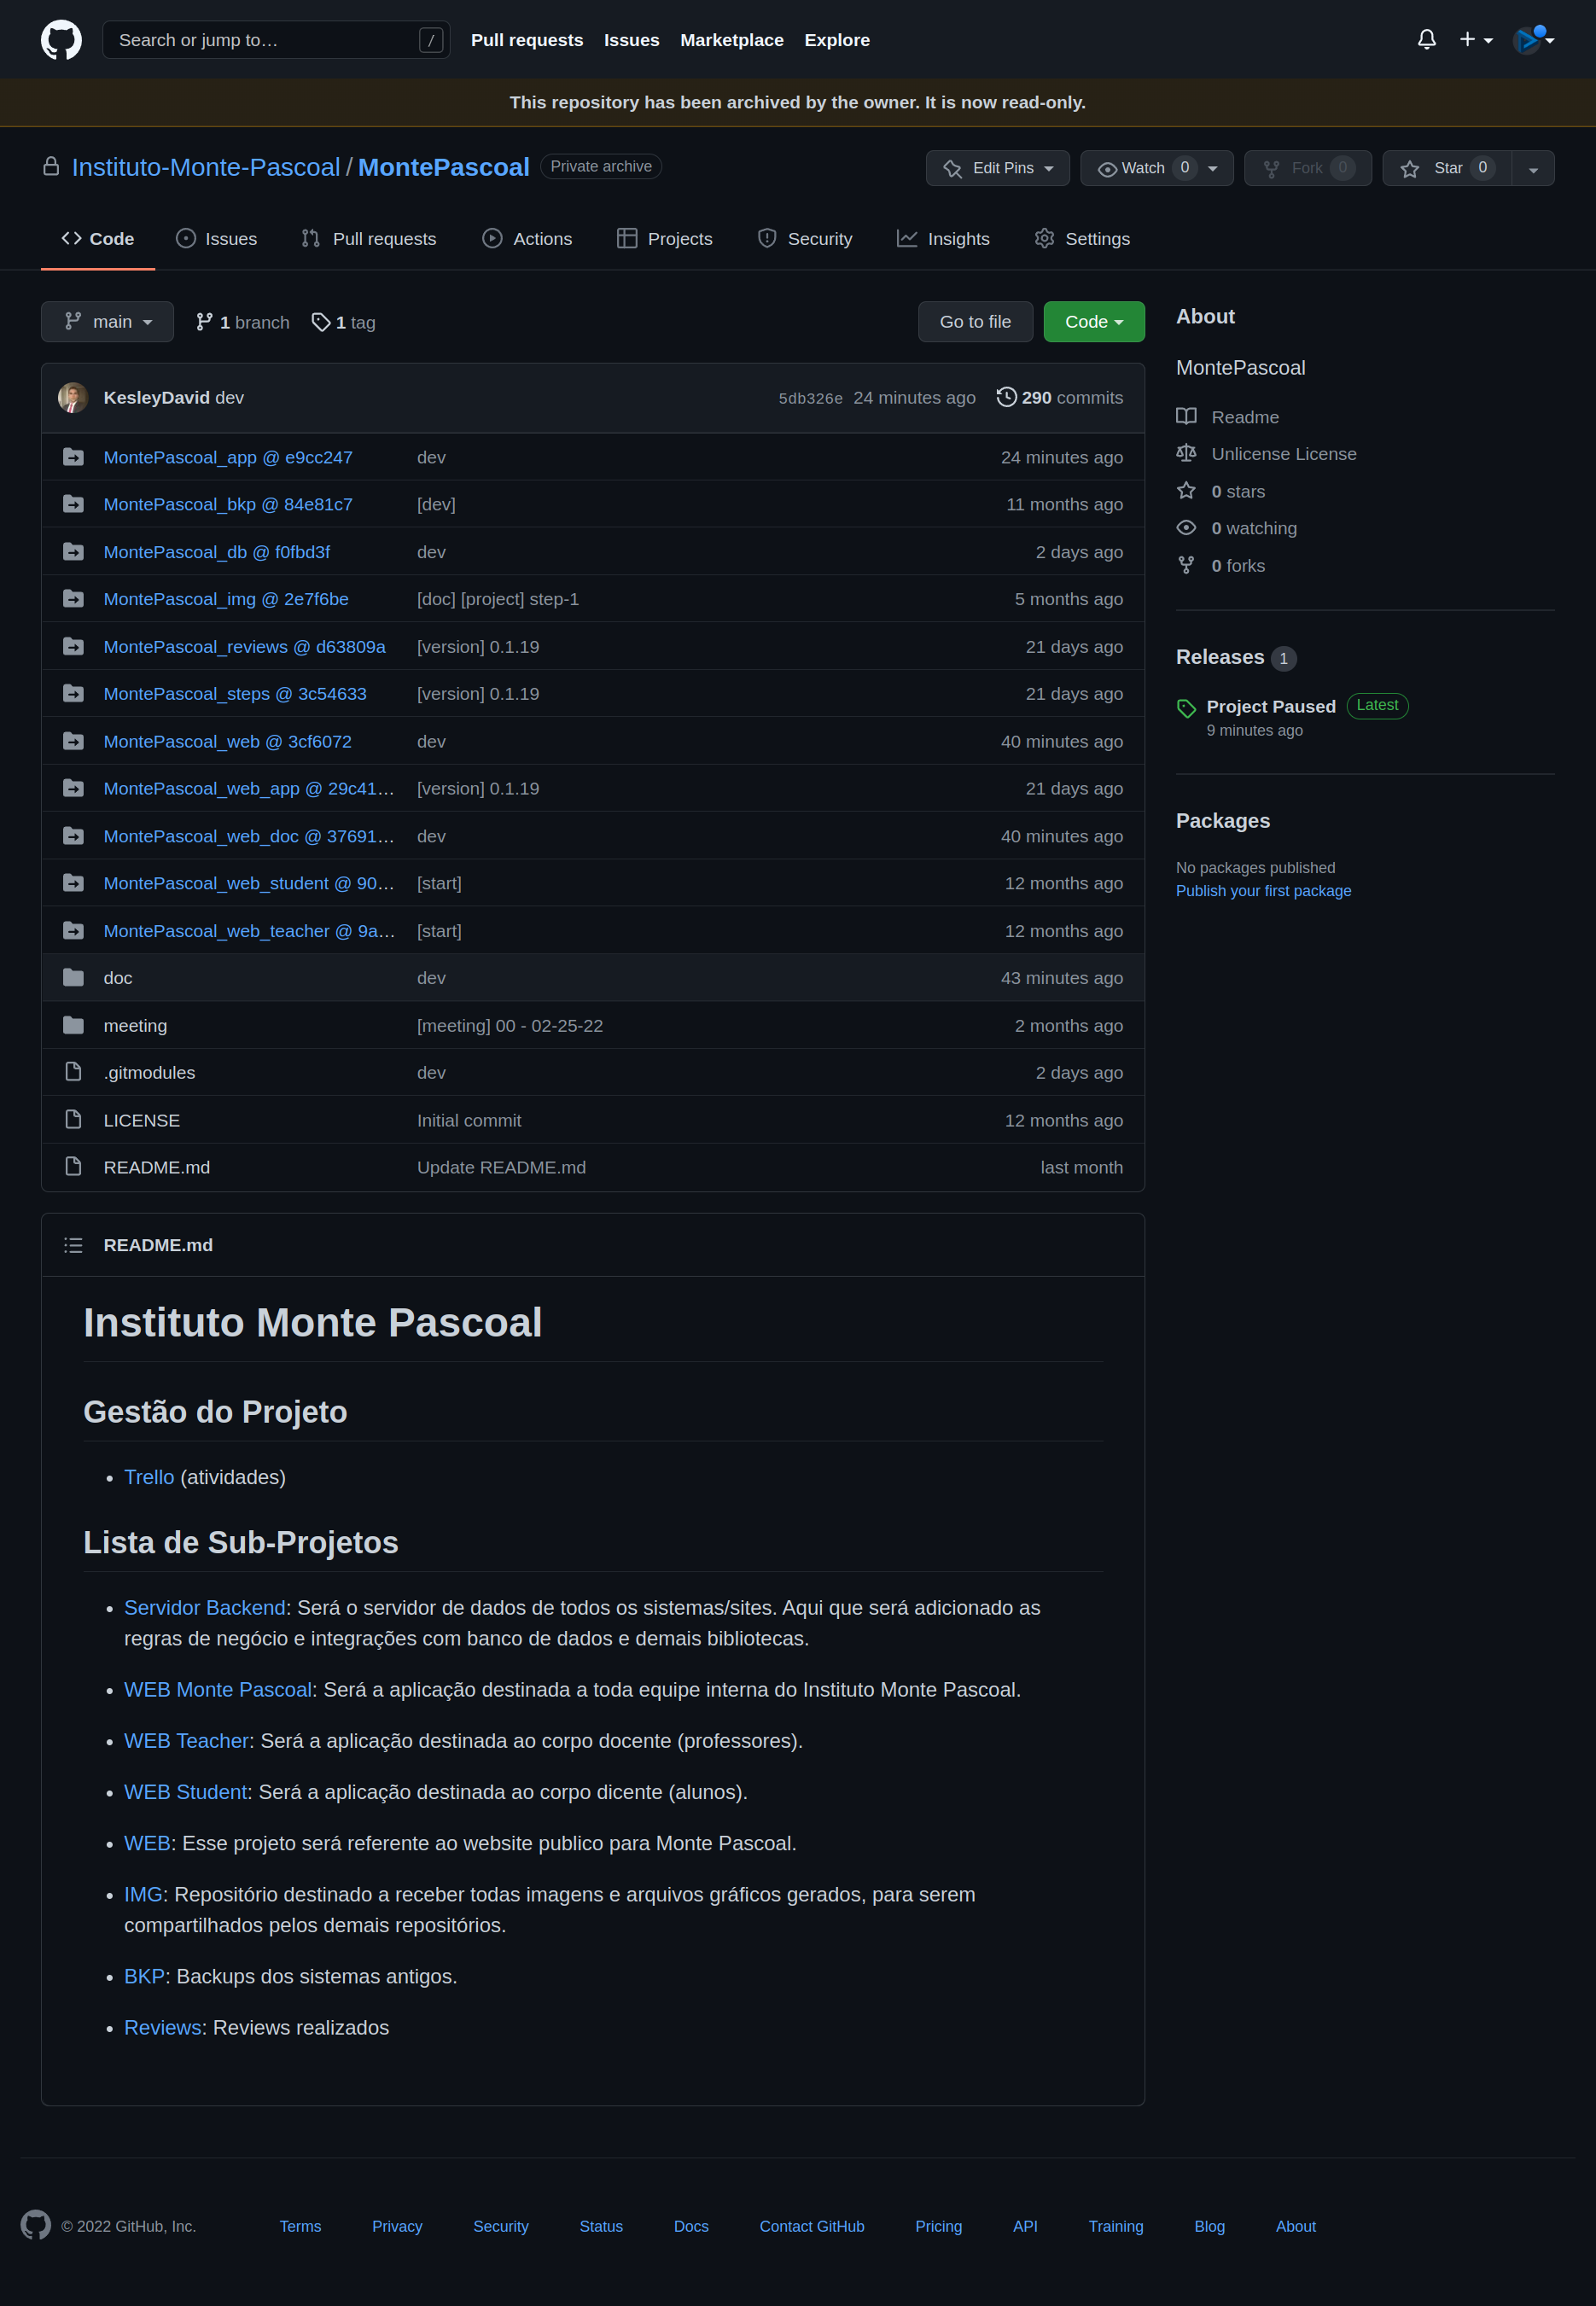 Search or jump to…
/
Pull requests
Issues
Marketplace
Explore
This repository has been archived by the owner. It is now read-only.
Instituto-Monte-Pascoal / MontePascoal
Private archive
Edit Pins
Watch 0
Fork 0
Star 0
Code
Issues
Pull requests
Actions
Projects
Security
Insights
Settings
main
1 branch
1 tag
Go to file
Code
KesleyDavid dev
5db326e 24 minutes ago
290 commits
MontePascoal_app @ e9cc247 dev 24 minutes ago
MontePascoal_bkp @ 84e81c7 [dev] 11 months ago
MontePascoal_db @ f0fbd3f dev 2 days ago
MontePascoal_img @ 2e7f6be [doc] [project] step-1 5 months ago
MontePascoal_reviews @ d63809a [version] 0.1.19 21 days ago
MontePascoal_steps @ 3c54633 [version] 0.1.19 21 days ago
MontePascoal_web @ 3cf6072 dev 40 minutes ago
MontePascoal_web_app @ 29c41… [version] 0.1.19 21 days ago
MontePascoal_web_doc @ 37691… dev 40 minutes ago
MontePascoal_web_student @ 90… [start] 12 months ago
MontePascoal_web_teacher @ 9a… [start] 12 months ago
doc dev 43 minutes ago
meeting [meeting] 00 - 02-25-22 2 months ago
.gitmodules dev 2 days ago
LICENSE Initial commit 12 months ago
README.md Update README.md last month
README.md
Instituto Monte Pascoal
Gestão do Projeto
Trello (atividades)
Lista de Sub-Projetos
Servidor Backend: Será o servidor de dados de todos os sistemas/sites. Aqui que será adicionado as
regras de negócio e integrações com banco de dados e demais bibliotecas.
WEB Monte Pascoal: Será a aplicação destinada a toda equipe interna do Instituto Monte Pascoal.
WEB Teacher: Será a aplicação destinada ao corpo docente (professores).
WEB Student: Será a aplicação destinada ao corpo dicente (alunos).
WEB: Esse projeto será referente ao website publico para Monte Pascoal.
IMG: Repositório destinado a receber todas imagens e arquivos gráficos gerados, para serem
compartilhados pelos demais repositórios.
BKP: Backups dos sistemas antigos.
Reviews: Reviews realizados
About
MontePascoal
Readme
Unlicense License
0 stars
0 watching
0 forks
Releases 1
Project Paused Latest
9 minutes ago
Packages
No packages published
Publish your first package
© 2022 GitHub, Inc.
Terms
Privacy
Security
Status
Docs
Contact GitHub
Pricing
API
Training
Blog
About